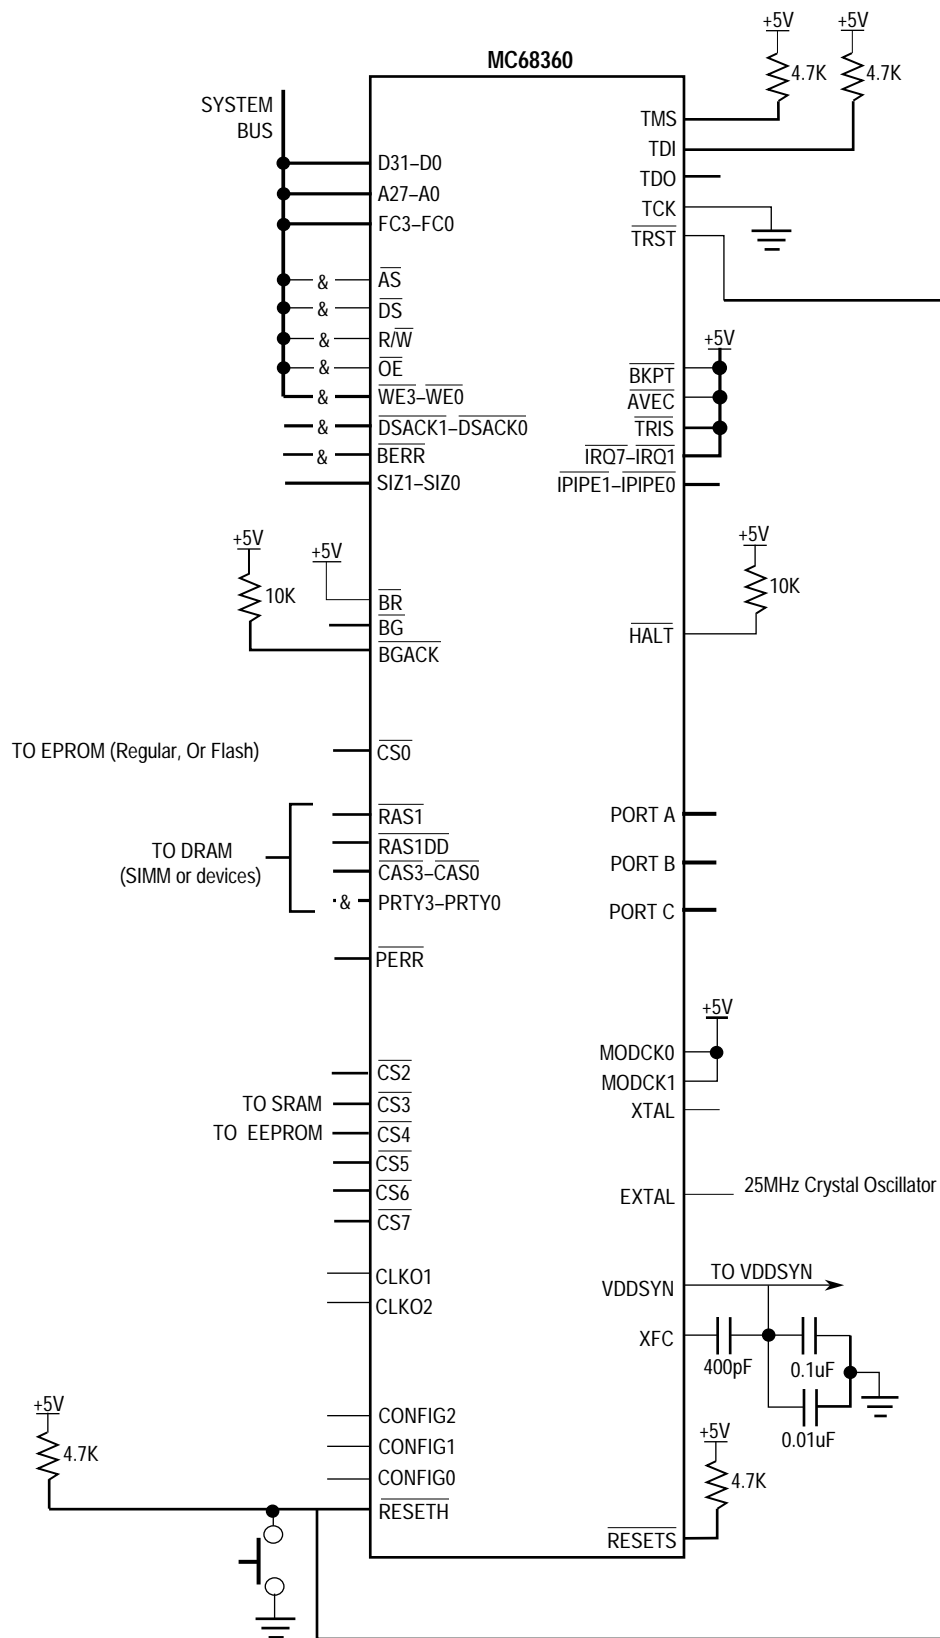 MC68360
+5V
+5V
4.7K
4.7K
SYSTEM
BUS
D31–D0
A27–A0
FC3–FC0
& AS
& DS
& R/W
& OE
& WE3–WE0
& DSACK1–DSACK0
& BERR
SIZ1–SIZ0
+5V
10K
+5V
BR
BG
BGACK
TO EPROM (Regular, Or Flash)
CS0
TO DRAM
(SIMM or devices)
RAS1
RAS1DD
CAS3–CAS0
& PRTY3–PRTY0
PERR
CS2
TO SRAM CS3
TO EEPROM CS4
CS5
CS6
CS7
CLKO1
CLKO2
CONFIG2
CONFIG1
CONFIG0
+5V
4.7K
RESETH
TMS
TDI
TDO
TCK
TRST
+5V
BKPT
AVEC
TRIS
IRQ7–IRQ1
IPIPE1–IPIPE0
+5V
10K
HALT
PORT A
PORT B
PORT C
+5V
MODCK0
MODCK1
XTAL
EXTAL 25MHz Crystal Oscillator
VDDSYN TO VDDSYN
XFC
400pF
0.1uF
0.01uF
+5V
4.7K
RESETS